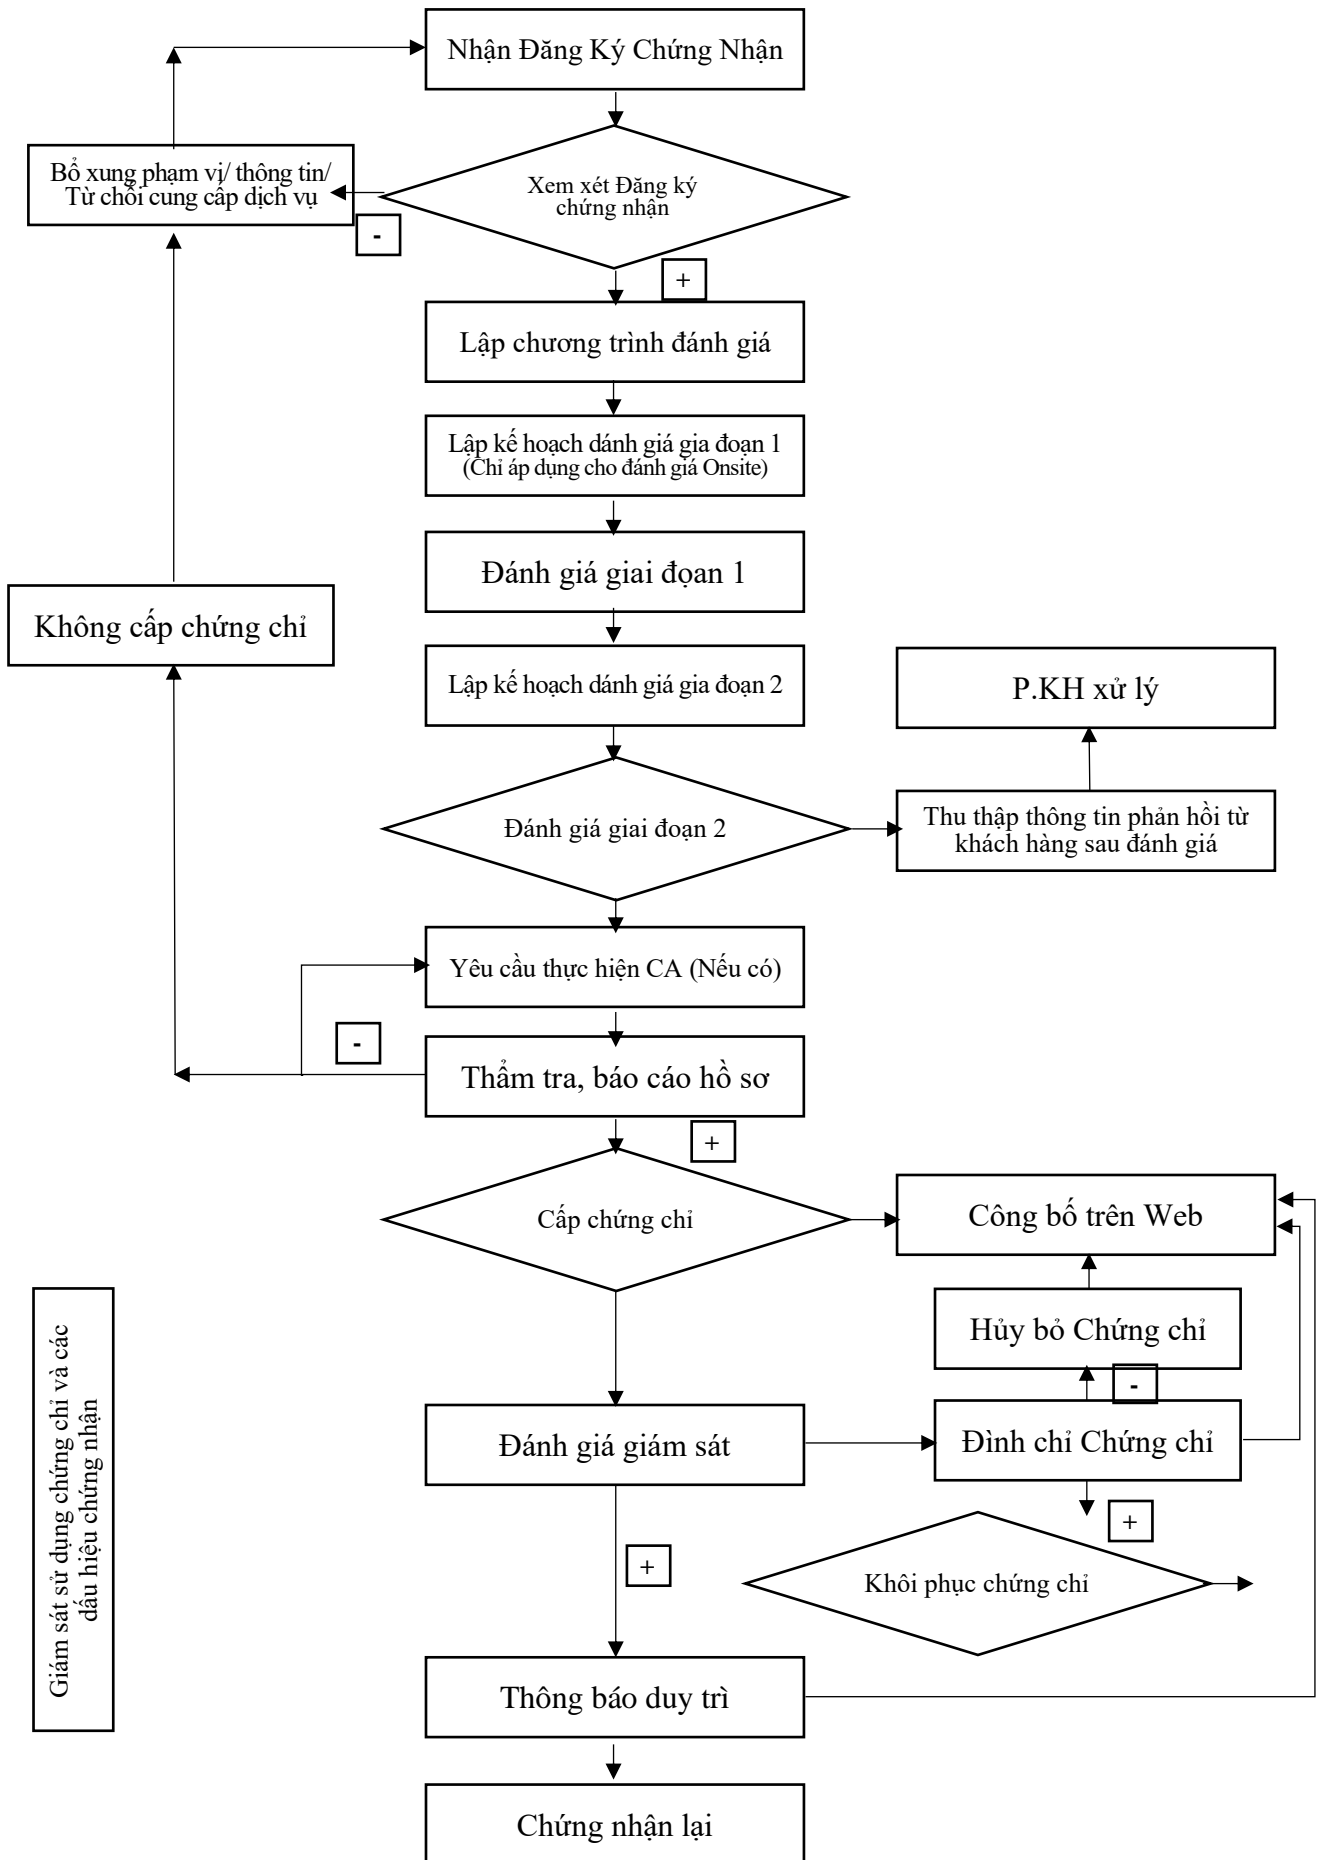 Nhận Đăng Ký Chứng Nhận
Bổ xung phạm vi/ thông tin/
Từ chối cung cấp dịch vụ
Xem xét Đăng ký
chứng nhận
-
+
Lập chương trình đánh giá
Lập kế hoạch dánh giá gia đoạn 1
(Chỉ áp dụng cho đánh giá Onsite)
Đánh giá giai đọan 1
Không cấp chứng chỉ
Lập kế hoạch dánh giá gia đoạn 2
P.KH xử lý
Đánh giá giai đoạn 2
Thu thập thông tin phản hồi từ
khách hàng sau đánh giá
Yêu cầu thực hiện CA (Nếu có)
-
Thẩm tra, báo cáo hồ sơ
+
Cấp chứng chỉ
Công bố trên Web
Hủy bỏ Chứng chỉ
-
Giám sát sử dụng chứng chỉ và các
dấu hiệu chứng nhận
Đánh giá giám sát
Đình chỉ Chứng chỉ
+
+
Khôi phục chứng chỉ
Thông báo duy trì
Chứng nhận lại